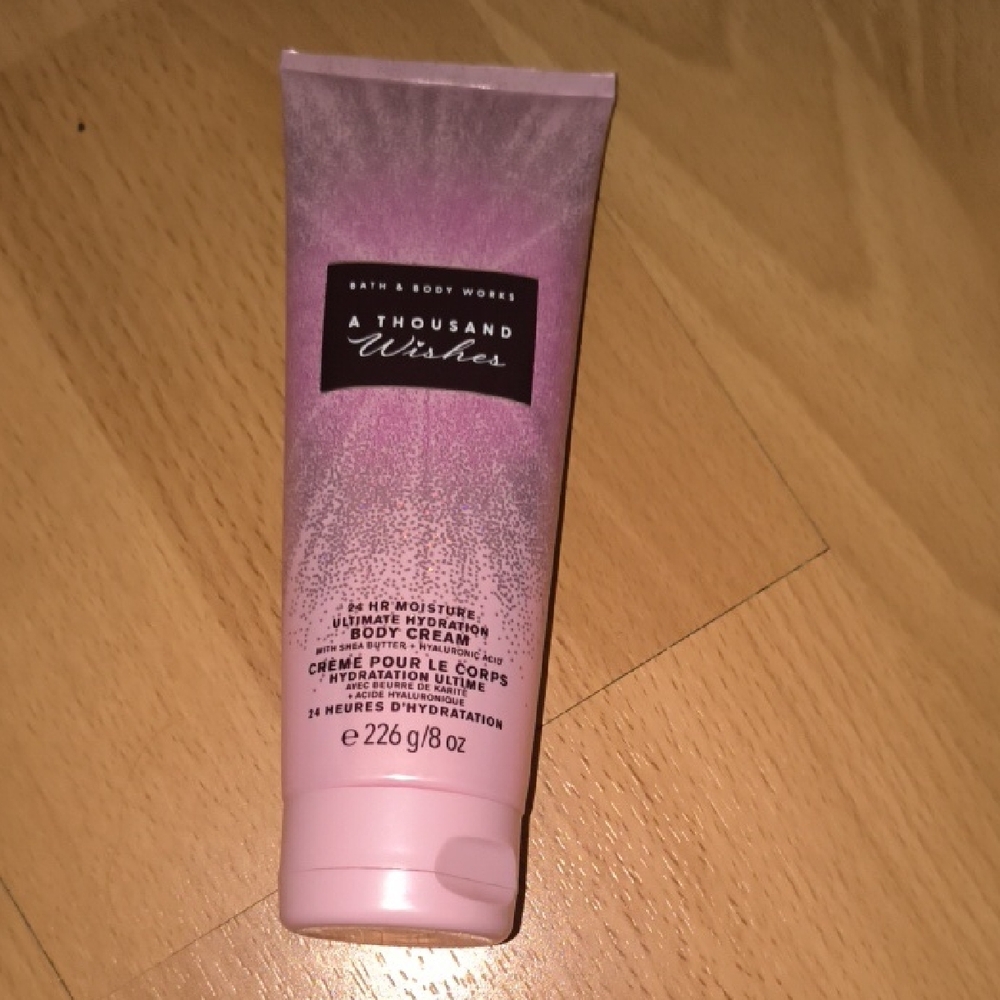 BATH & BODY WORKS
A THOUSAND
Wishes
24 HR MOISTURE
ULTIMATE HYDRATION
BODY CREAM
WITH SHEA BUTTER + HYALURONIC ACID
CRÈME POUR LE CORPS
HYDRATATION ULTIME
AVEC BEURRE DE KARITÉ
+ ACIDE HYALURONIQUE
24 HEURES D'HYDRATATION
℮ 226 g/8 oz